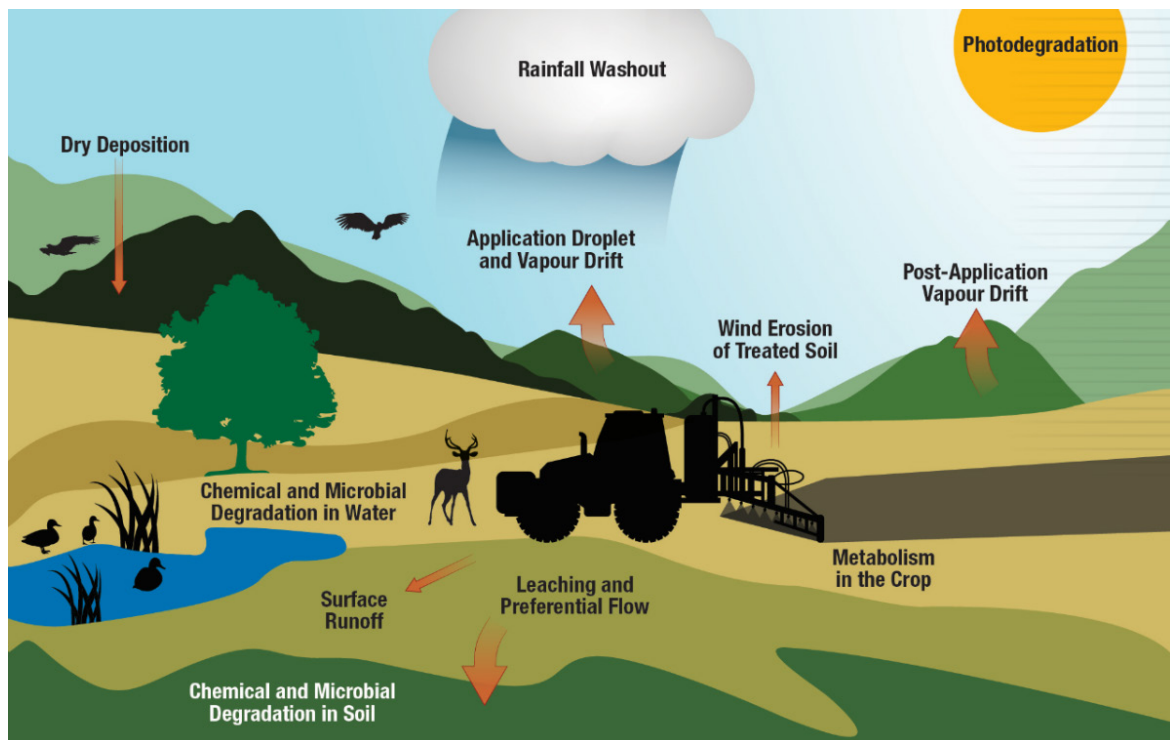 Photodegradation
Rainfall Washout
Dry Deposition
Application Droplet
and Vapour Drift
Post-Application
Vapour Drift
Wind Erosion
of Treated Soil
Chemical and Microbial
Degradation in Water
Metabolism
in the Crop
Leaching and
Preferential Flow
Surface
Runoff
Chemical and Microbial
Degradation in Soil